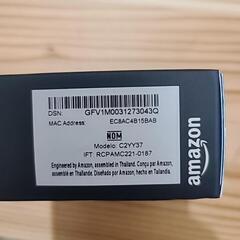 DSN: GFV1M0031273043Q
MAC Address: EC8AC4B15BAB
NOM
Modelo: C2YY37
IFT: RCPAMC221-0187
Engineered by Amazon, assembled in Thailand. Conçu par Amazon,
assemblé en Thaïlande. Diseñado por Amazon, hecho en
Tailandia.
amazon